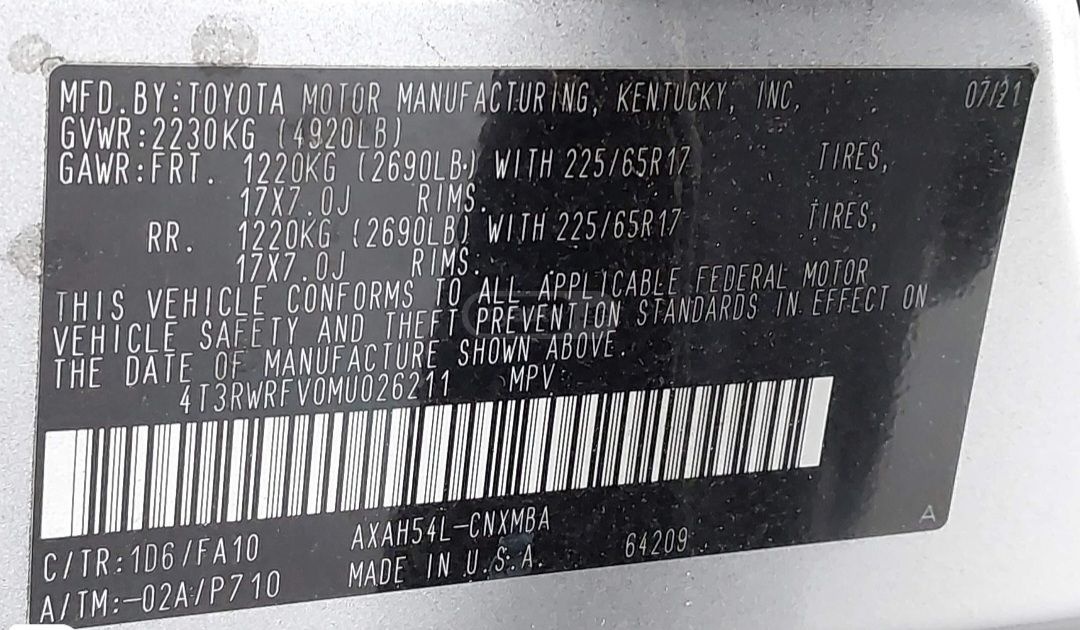 MFD. BY: TOYOTA MOTOR MANUFACTURING, KENTUCKY, INC. 07/21
GVWR: 2230KG (4920LB)
GAWR: FRT. 1220KG (2690LB) WITH 225/65R17 TIRES,
17X7.0J RIMS.
RR. 1220KG (2690LB) WITH 225/65R17 TIRES,
17X7.0J RIMS.
THIS VEHICLE CONFORMS TO ALL APPLICABLE FEDERAL MOTOR
VEHICLE SAFETY AND THEFT PREVENTION STANDARDS IN EFFECT ON
THE DATE OF MANUFACTURE SHOWN ABOVE.
4T3RWRFV0MU026211 MPV
C/TR: 1D6/FA10 AXAH54L-CNXMBA A
A/TM: -02A/P710 MADE IN U.S.A. 64209